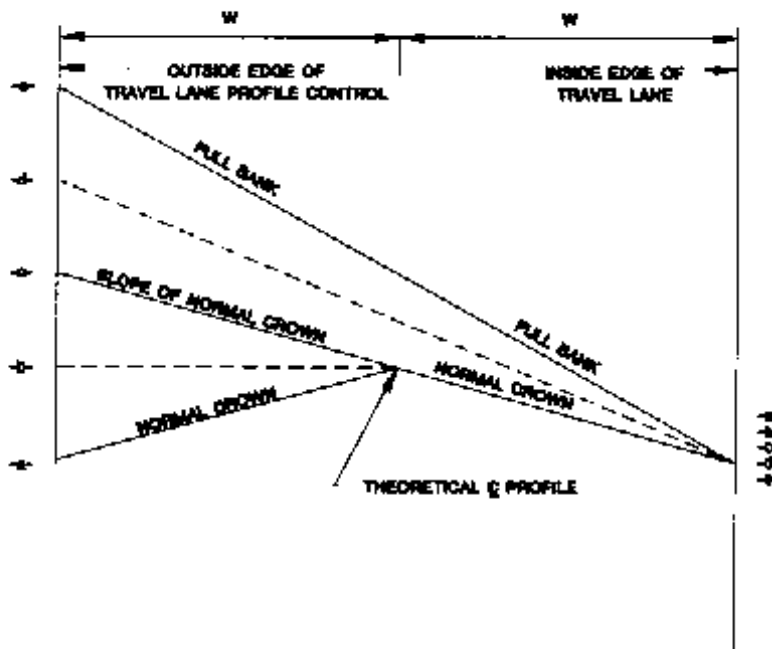 W
W
OUTSIDE EDGE OF
TRAVEL LANE PROFILE CONTROL
INSIDE EDGE OF
TRAVEL LANE
FULL BANK
SLOPE OF NORMAL CROWN
FULL BANK
NORMAL CROWN
NORMAL CROWN
THEORETICAL ℄ PROFILE